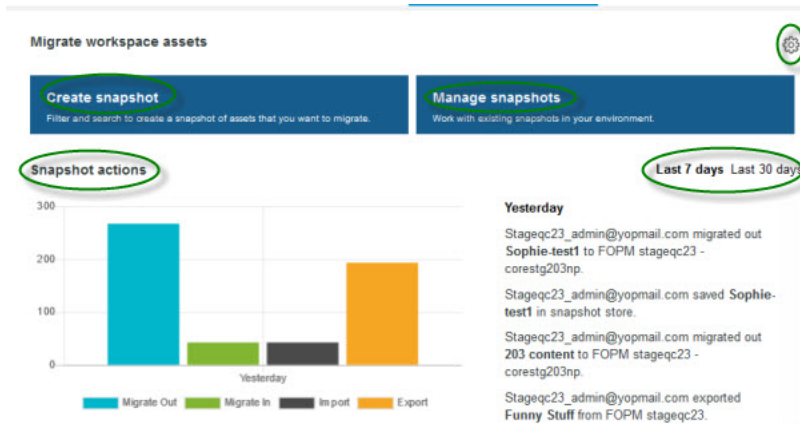 Migrate workspace assets
Create snapshot
Filter and search to create a snapshot of assets that you want to migrate.
Manage snapshots
Work with existing snapshots in your environment.
Snapshot actions
Last 7 days Last 30 days
300
200
100
0
Yesterday
Migrate Out Migrate In Import Export
Yesterday
Stageqc23_admin@yopmail.com migrated out
Sophie-test1 to FOPM stageqc23 -
corestg203np.
Stageqc23_admin@yopmail.com saved Sophie-
test1 in snapshot store.
Stageqc23_admin@yopmail.com migrated out
203 content to FOPM stageqc23 -
corestg203np.
Stageqc23_admin@yopmail.com exported
Funny Stuff from FOPM stageqc23.